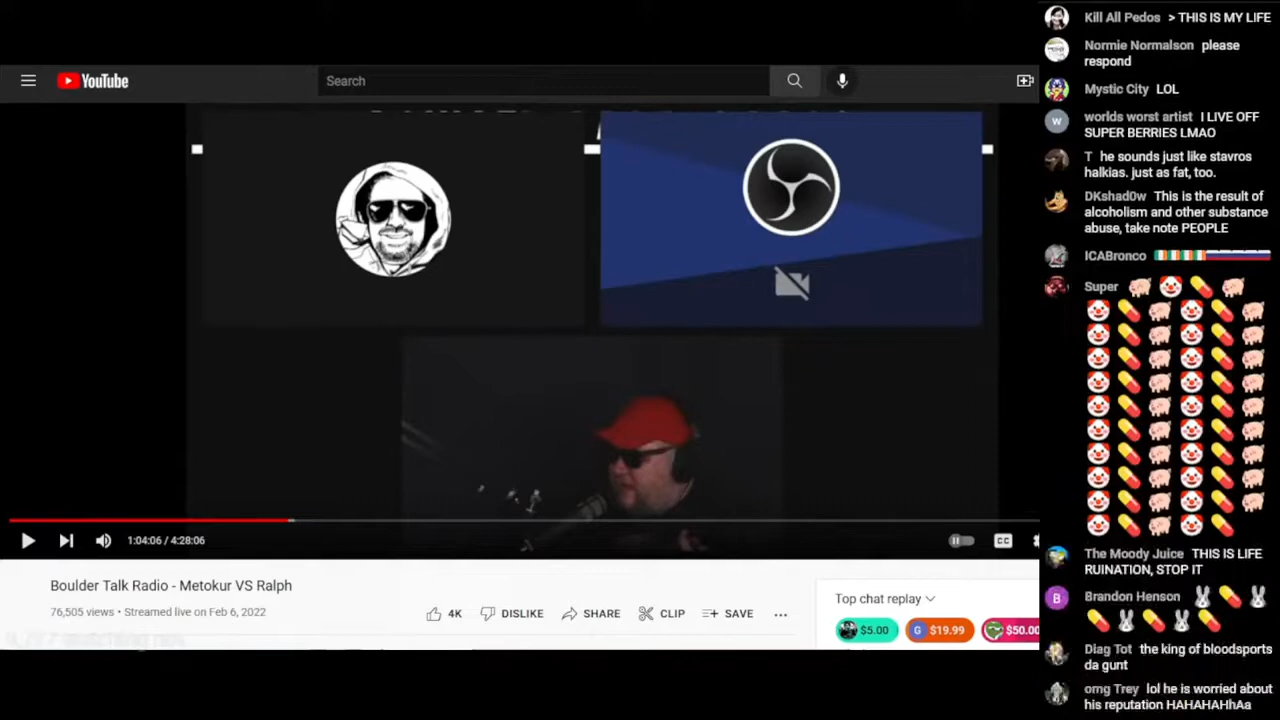 YouTube
Search
1:04:06 / 4:28:06
CC
Boulder Talk Radio - Metokur VS Ralph
76,505 views • Streamed live on Feb 6, 2022
4K
DISLIKE
SHARE
CLIP
SAVE
Top chat replay
$5.00
G $19.99
$50.00
Kill All Pedos > THIS IS MY LIFE
Normie Normalson please
respond
Mystic City LOL
W worlds worst artist I LIVE OFF
SUPER BERRIES LMAO
T he sounds just like stavros
halkias. just as fat, too.
DKshad0w This is the result of
alcoholism and other substance
abuse, take note PEOPLE
ICABronco
Super
The Moody Juice THIS IS LIFE
RUINATION, STOP IT
B Brandon Henson
Diag Tot the king of bloodsports
da gunt
omg Trey lol he is worried about
his reputation HAHAHAHhAa